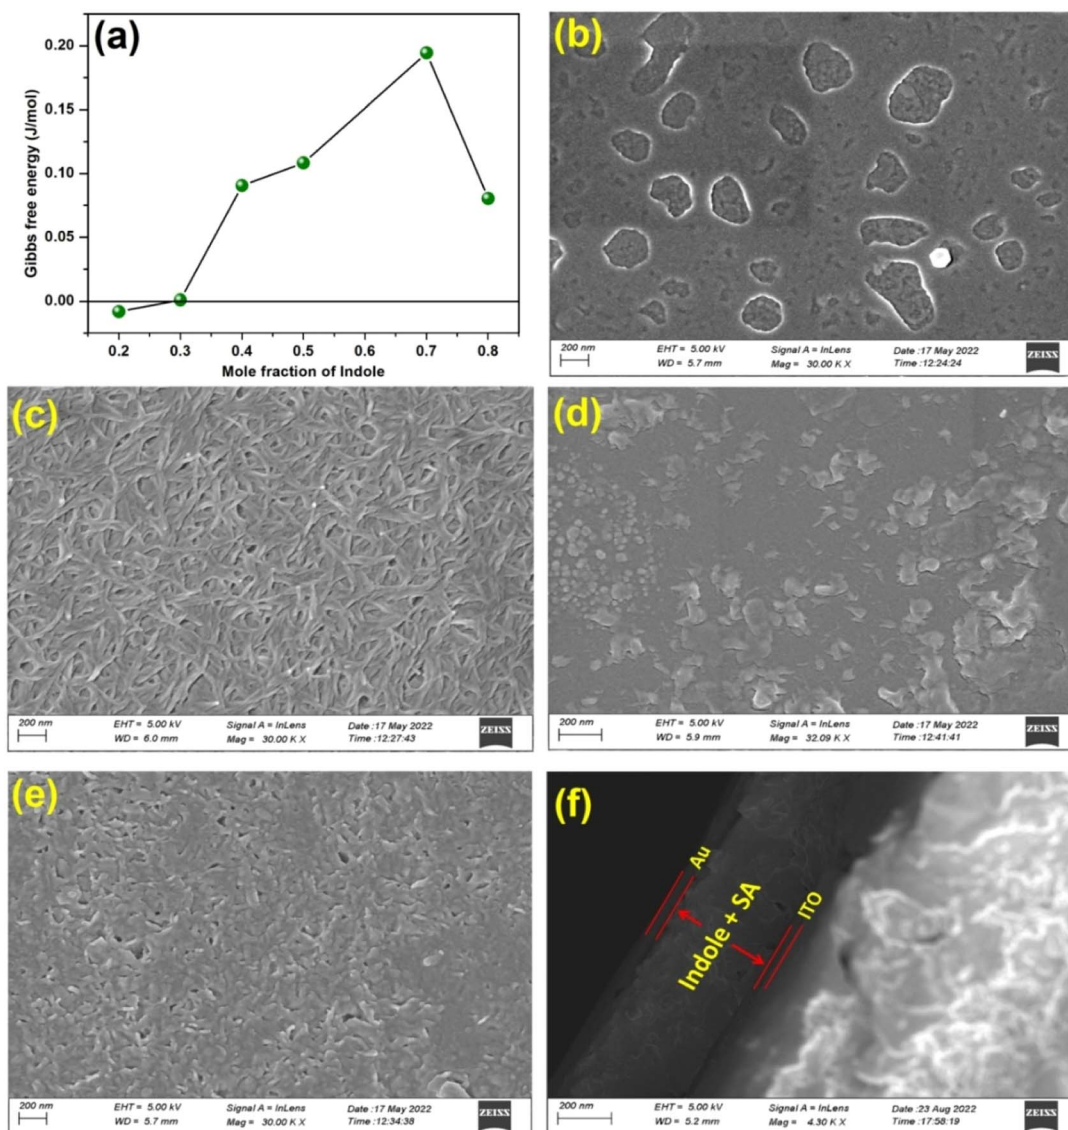 (a)
0.20
0.15
0.10
0.05
0.00
Gibbs free energy (J/mol)
0.2 0.3 0.4 0.5 0.6 0.7 0.8
Mole fraction of Indole
(b)
200 nm EHT = 5.00 kV Signal A = InLens Date :17 May 2022
WD = 5.7 mm Mag = 30.00 K X Time :12:24:24
ZEISS
(c)
200 nm EHT = 5.00 kV Signal A = InLens Date :17 May 2022
WD = 6.0 mm Mag = 30.00 K X Time :12:27:43
ZEISS
(d)
200 nm EHT = 5.00 kV Signal A = InLens Date :17 May 2022
WD = 5.9 mm Mag = 32.09 K X Time :12:41:41
ZEISS
(e)
200 nm EHT = 5.00 kV Signal A = InLens Date :17 May 2022
WD = 5.7 mm Mag = 30.00 K X Time :12:34:38
ZEISS
(f)
Au
Indole + SA
ITO
200 nm EHT = 5.00 kV Signal A = InLens Date :23 Aug 2022
WD = 5.2 mm Mag = 4.30 K X Time :17:58:19
ZEISS